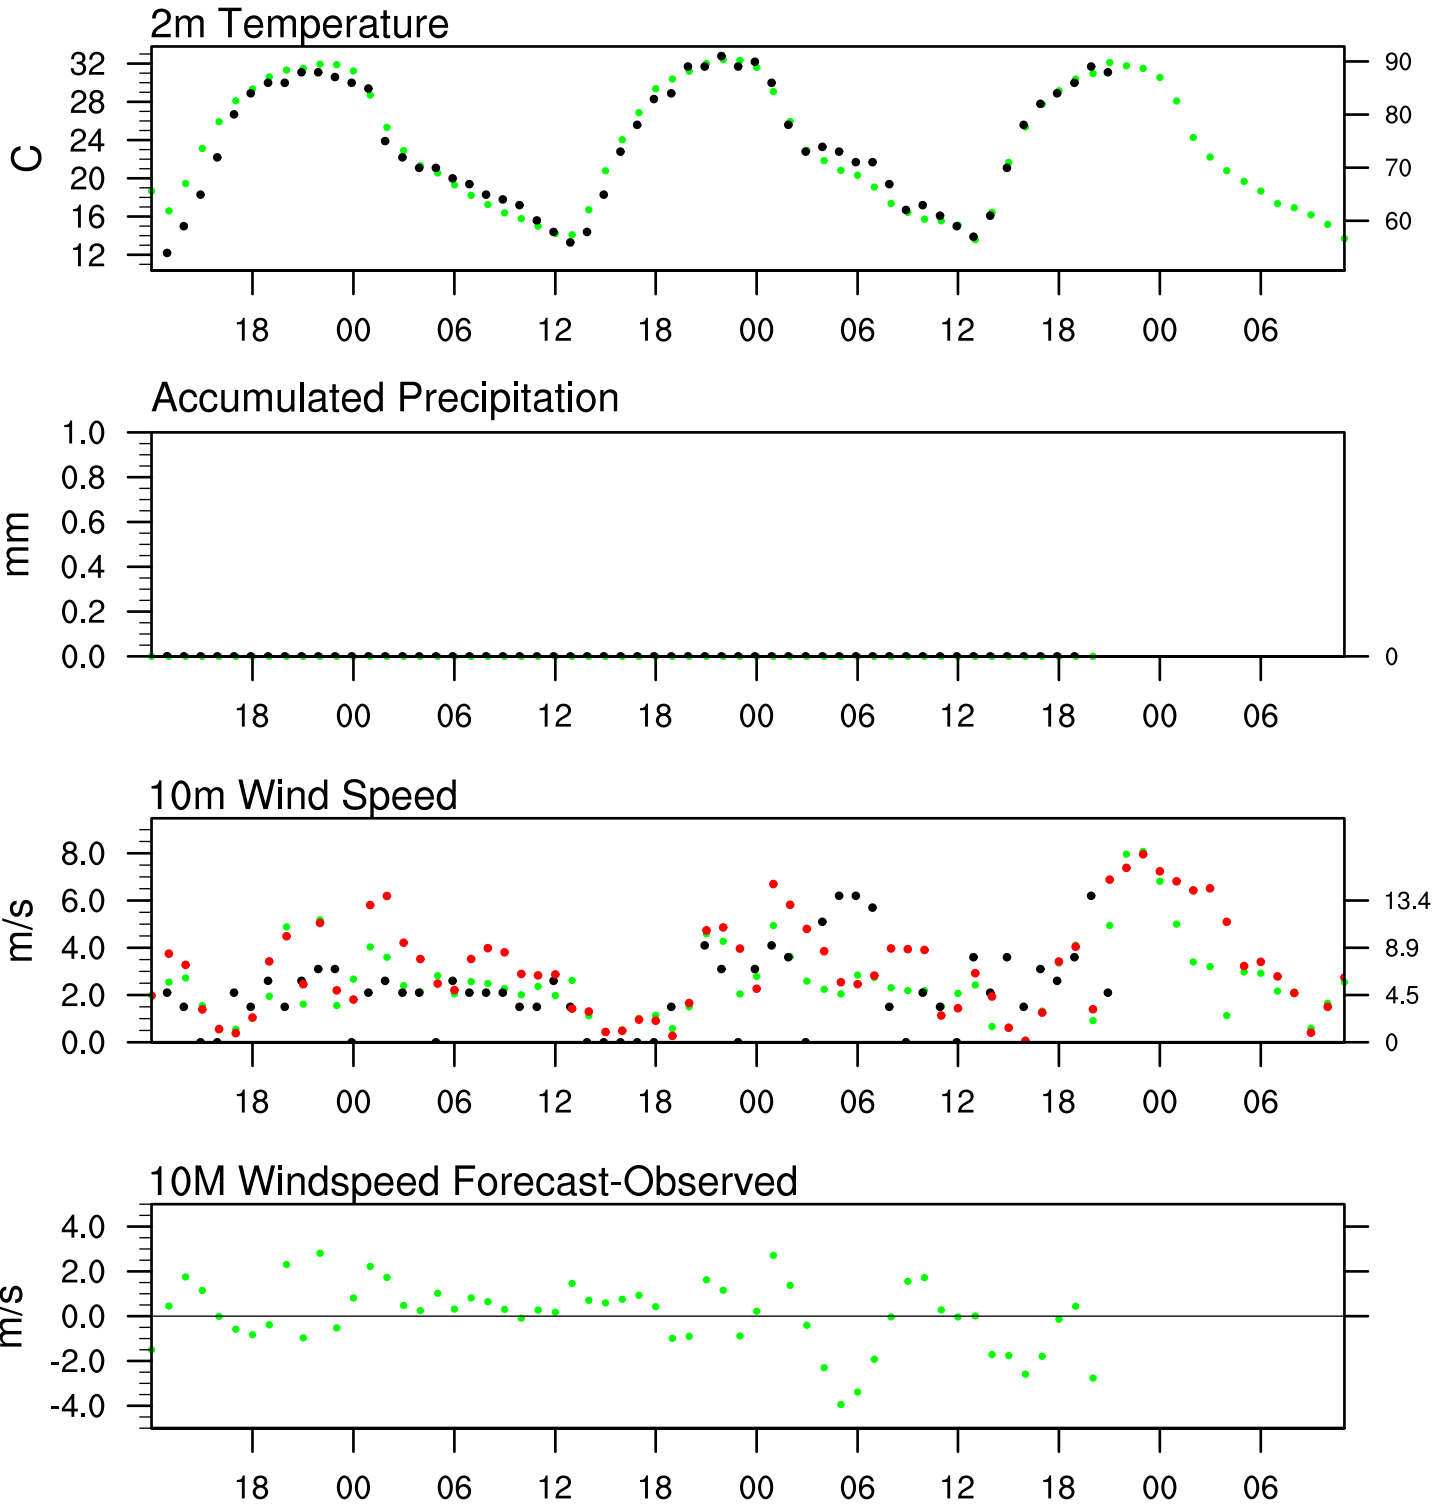 2m Temperature
32
28
24
20
16
12
C
90
80
70
60
18 00 06 12 18 00 06 12 18 00 06
Accumulated Precipitation
1.0
0.8
0.6
0.4
0.2
0.0
mm
0
18 00 06 12 18 00 06 12 18 00 06
10m Wind Speed
8.0
6.0
4.0
2.0
0.0
m/s
13.4
8.9
4.5
0
18 00 06 12 18 00 06 12 18 00 06
10M Windspeed Forecast-Observed
4.0
2.0
0.0
-2.0
-4.0
m/s
18 00 06 12 18 00 06 12 18 00 06